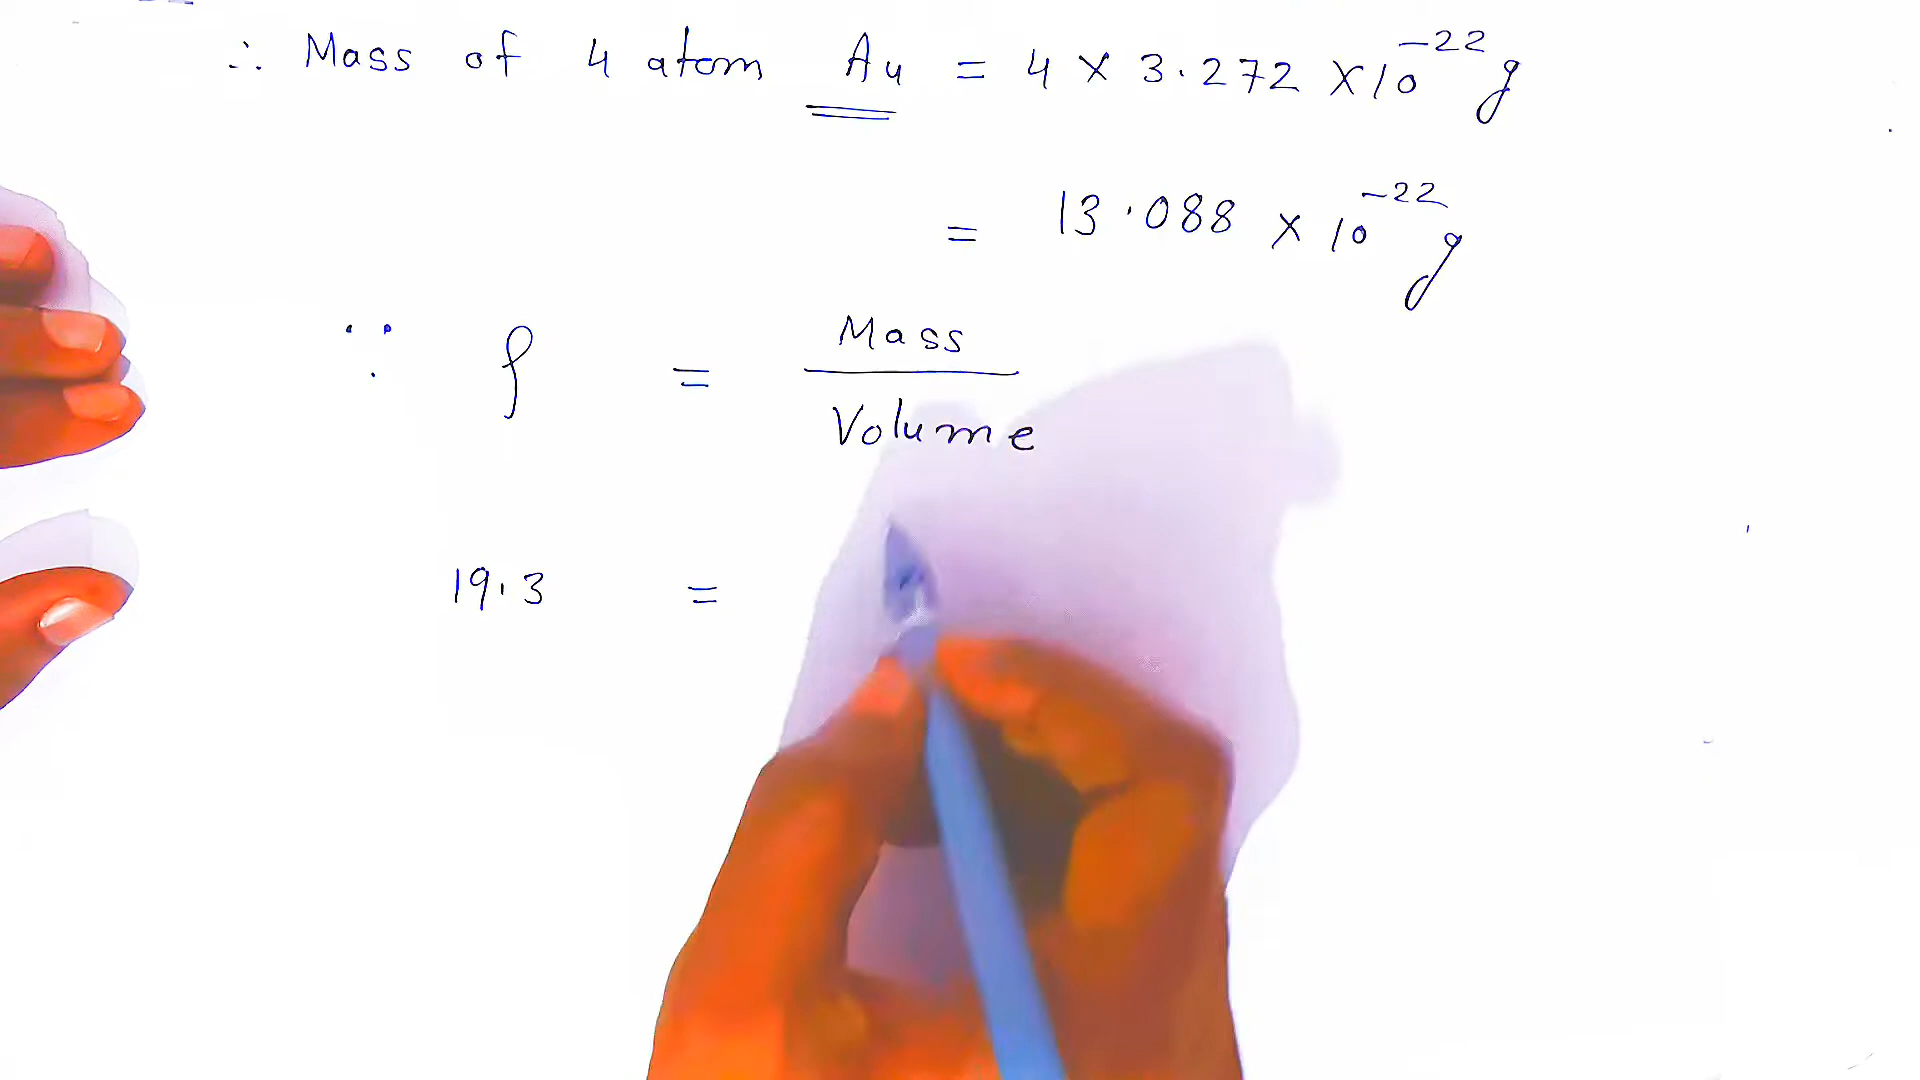 ∴ Mass of 4 atom Au = 4 × 3.272 × 10⁻²² g
= 13.088 × 10⁻²² g
∵ ρ = Mass / Volume
19.3 =